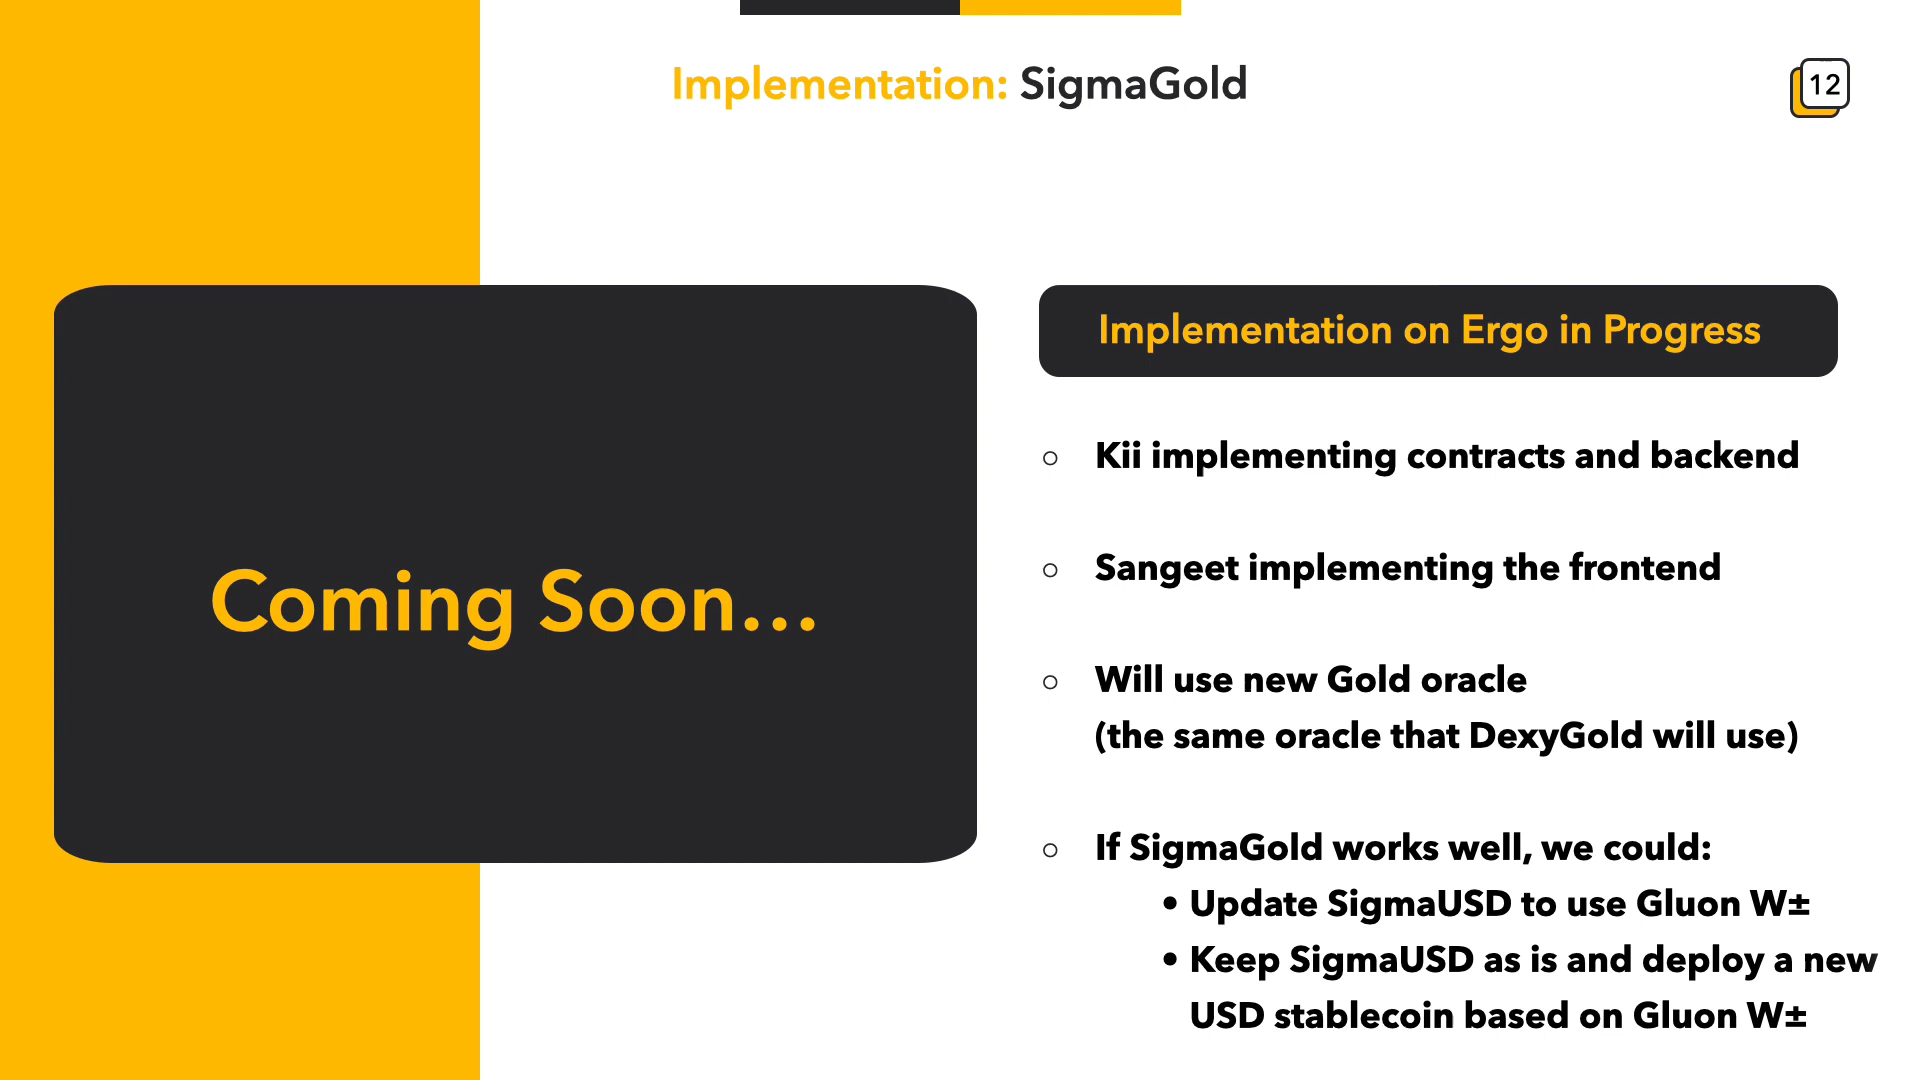 Implementation: SigmaGold
12
Coming Soon...
Implementation on Ergo in Progress
○ Kii implementing contracts and backend
○ Sangeet implementing the frontend
○ Will use new Gold oracle
(the same oracle that DexyGold will use)
○ If SigmaGold works well, we could:
• Update SigmaUSD to use Gluon W±
• Keep SigmaUSD as is and deploy a new
USD stablecoin based on Gluon W±